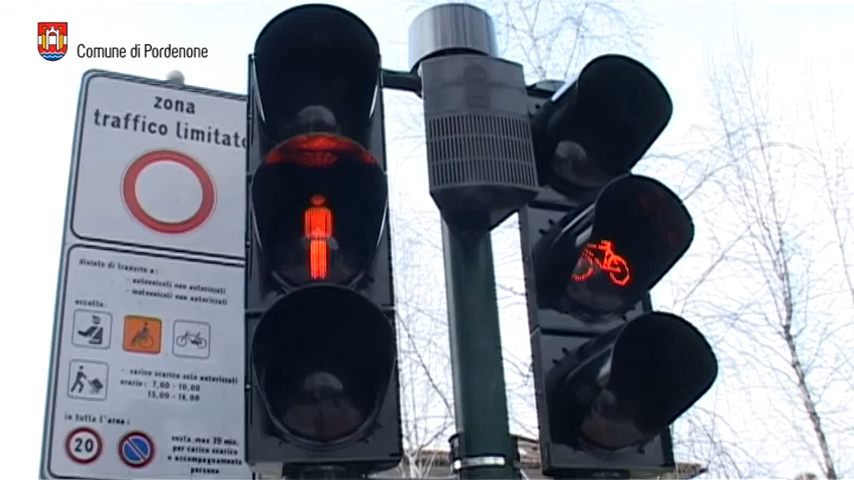 Comune di Pordenone
zona
traffico limitato
divieto di transito a:
- autoveicoli non autorizzati
- motoveicoli non autorizzati
eccetto:
- carico scarico solo autorizzati
orario: 7,00 - 10,00
15,00 - 16,00
in tutta l'area:
20
sosta max 20 min.
per carico scarico
e accompagnamento
persone